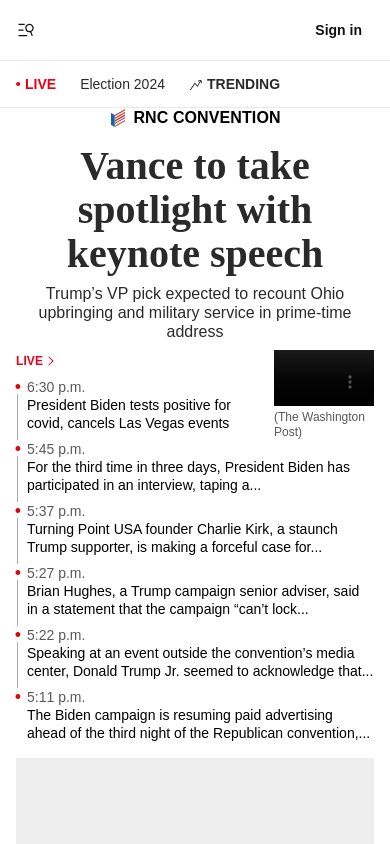 Sign in
LIVE
Election 2024
TRENDING
RNC CONVENTION
Vance to take
spotlight with
keynote speech
Trump’s VP pick expected to recount Ohio
upbringing and military service in prime-time
address
LIVE
6:30 p.m.
President Biden tests positive for
covid, cancels Las Vegas events
(The Washington
Post)
5:45 p.m.
For the third time in three days, President Biden has
participated in an interview, taping a...
5:37 p.m.
Turning Point USA founder Charlie Kirk, a staunch
Trump supporter, is making a forceful case for...
5:27 p.m.
Brian Hughes, a Trump campaign senior adviser, said
in a statement that the campaign “can’t lock...
5:22 p.m.
Speaking at an event outside the convention’s media
center, Donald Trump Jr. seemed to acknowledge that...
5:11 p.m.
The Biden campaign is resuming paid advertising
ahead of the third night of the Republican convention,...